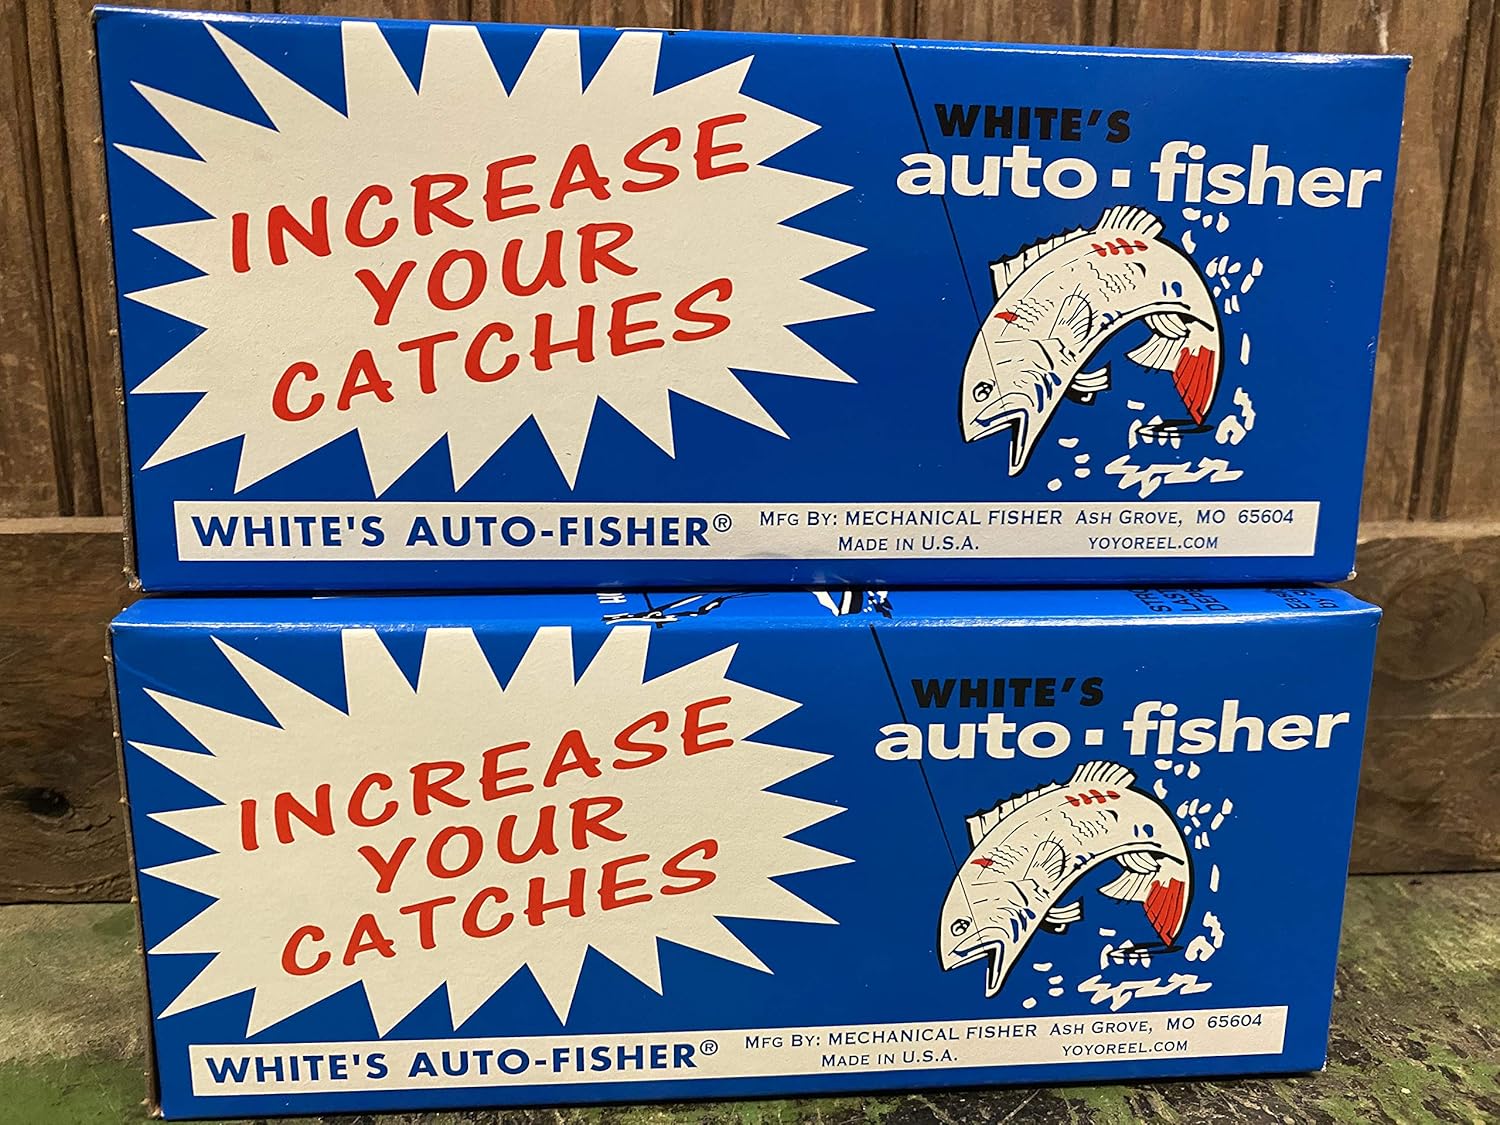 INCREASE
YOUR
CATCHES
WHITE'S
auto·fisher
WHITE'S AUTO-FISHER®
MFG BY: MECHANICAL FISHER ASH GROVE, MO 65604
MADE IN U.S.A. YOYOREEL.COM
INCREASE
YOUR
CATCHES
WHITE'S
auto·fisher
WHITE'S AUTO-FISHER®
MFG BY: MECHANICAL FISHER ASH GROVE, MO 65604
MADE IN U.S.A. YOYOREEL.COM